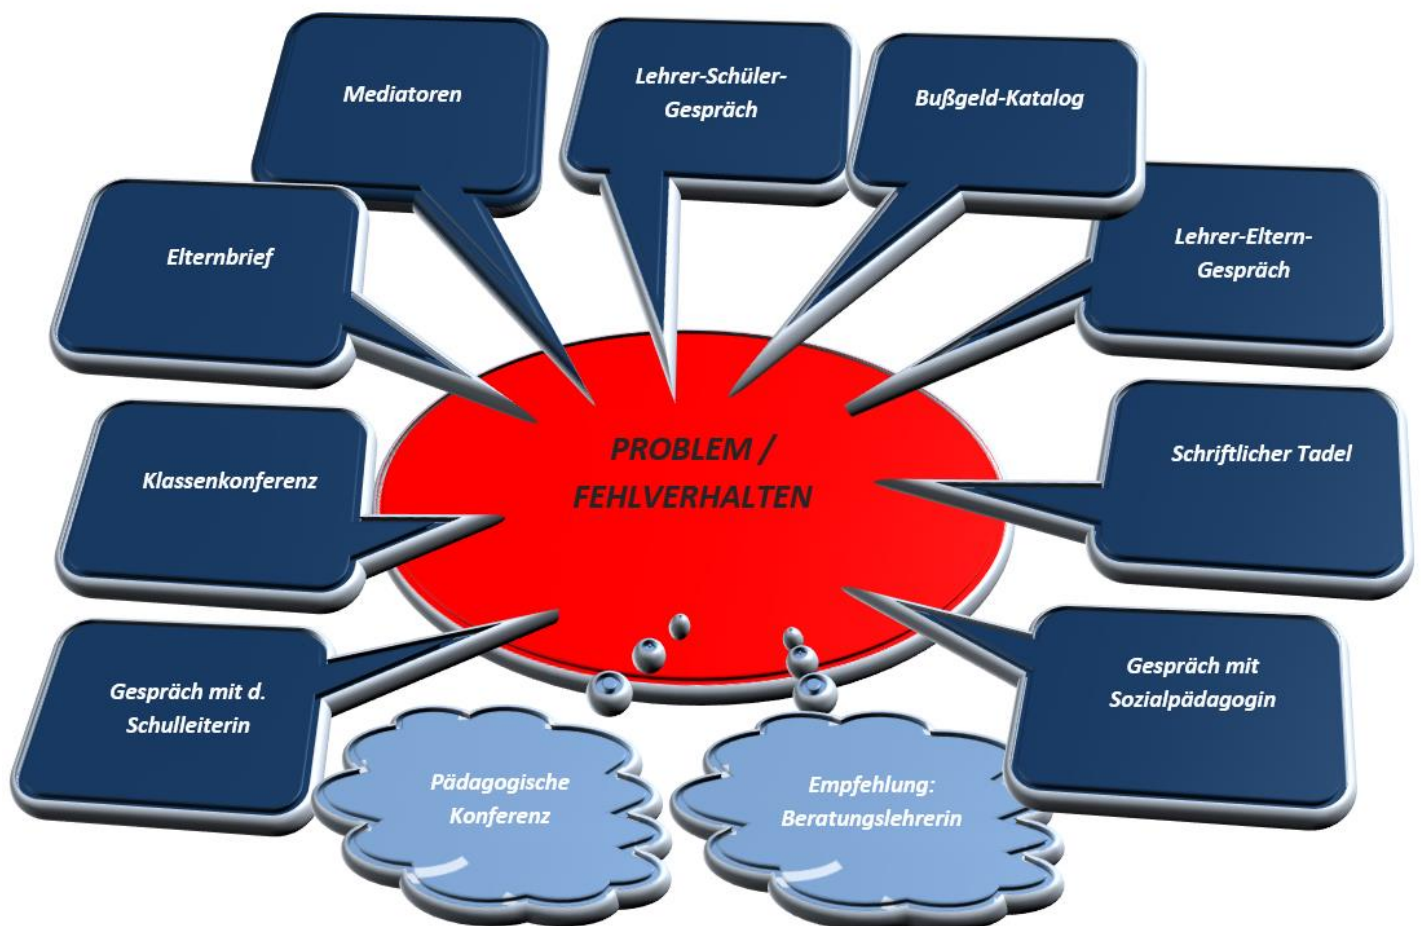 Mediatoren
Lehrer-Schüler-
Gespräch
Bußgeld-Katalog
Elternbrief
Lehrer-Eltern-
Gespräch
PROBLEM /
FEHLVERHALTEN
Klassenkonferenz
Schriftlicher Tadel
Gespräch mit d.
Schulleiterin
Gespräch mit
Sozialpädagogin
Pädagogische
Konferenz
Empfehlung:
Beratungslehrerin